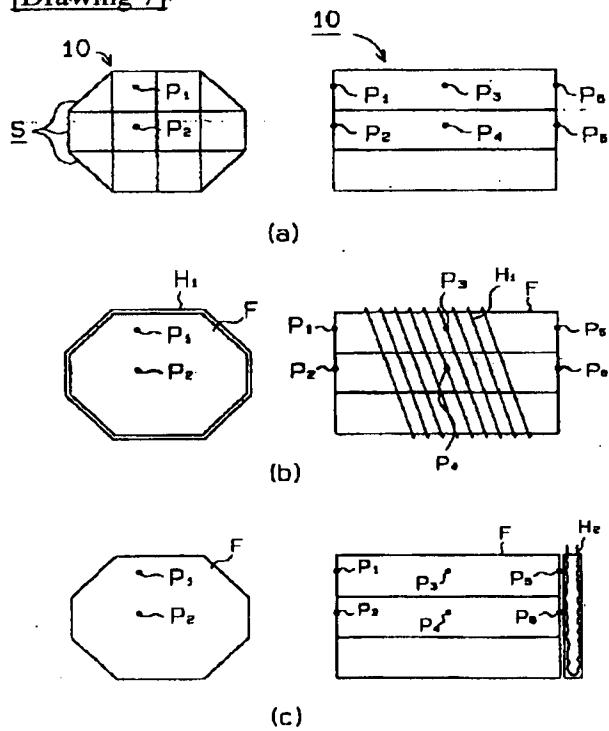 [Drawing 7]
10 10
P₁ P₁ P₃ P₅
S P₂ P₂ P₄ P₆
(a)
H₁ P₃ H₁ F
F
P₁ P₁ P₅
P₂ P₂ P₆
P₄
(b)
F F H₂
P₁ P₁ P₃ P₅
P₂ P₂ P₄ P₆
(c)